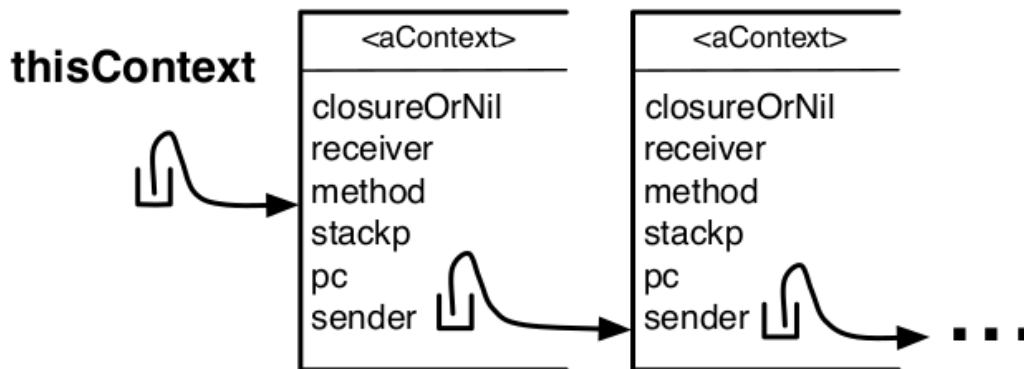 thisContext
<aContext>
closureOrNil
receiver
method
stackp
pc
sender
<aContext>
closureOrNil
receiver
method
stackp
pc
sender
...